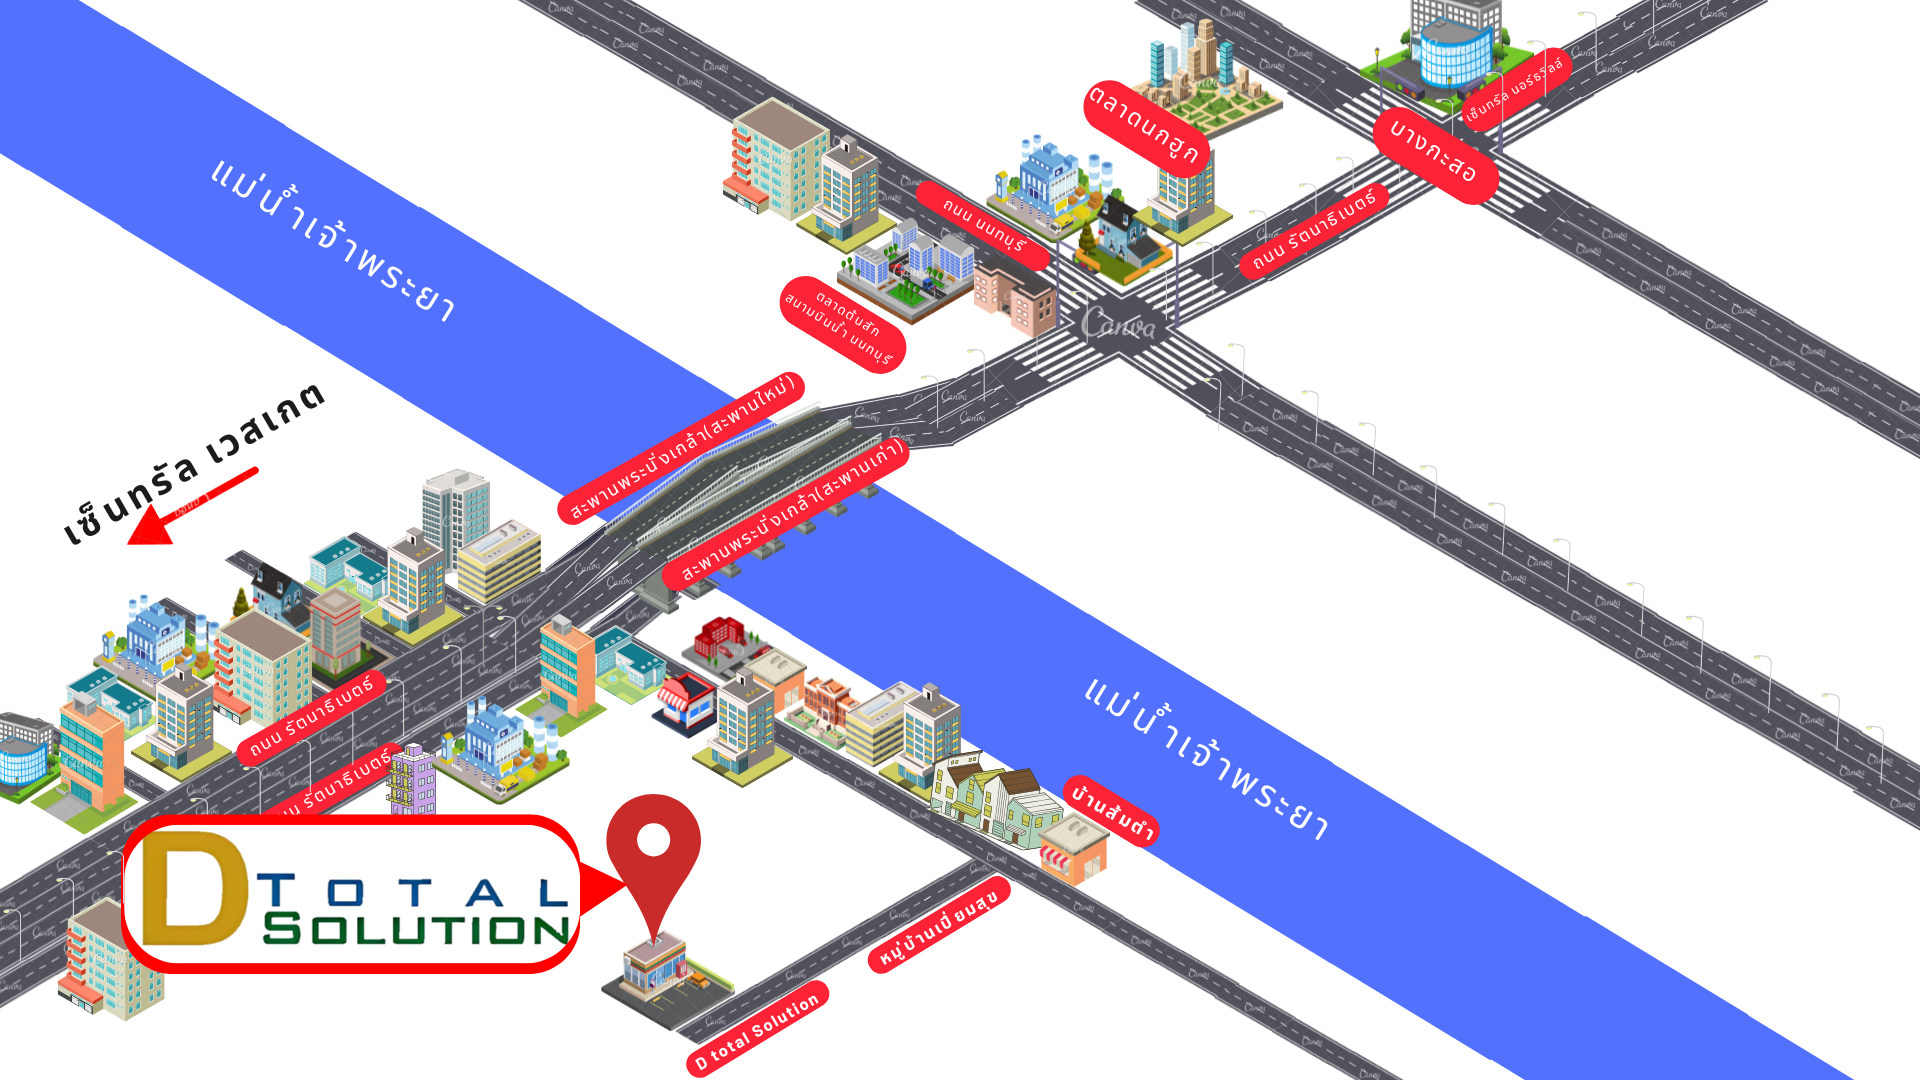 เซ็นทรัล นอร์ธวิลล์
ตลาดนกฮูก
บางกะสอ
แม่น้ำเจ้าพระยา
ถนน นนทบุรี
ถนน รัตนาธิเบตร์
ตลาดต้นสัก
สนามบินน้ำ นนทบุรี
สะพานพระนั่งเกล้า(สะพานใหม่)
สะพานพระนั่งเกล้า(สะพานเก่า)
เซ็นทรัล เวสเกต
ถนน รัตนาธิเบตร์
นน รัตนาธิเบตร์
แม่น้ำเจ้าพระยา
บ้านส้มตำ
D TOTAL
SOLUTION
หมู่บ้านเปี่ยมสุข
D total Solution
Canva